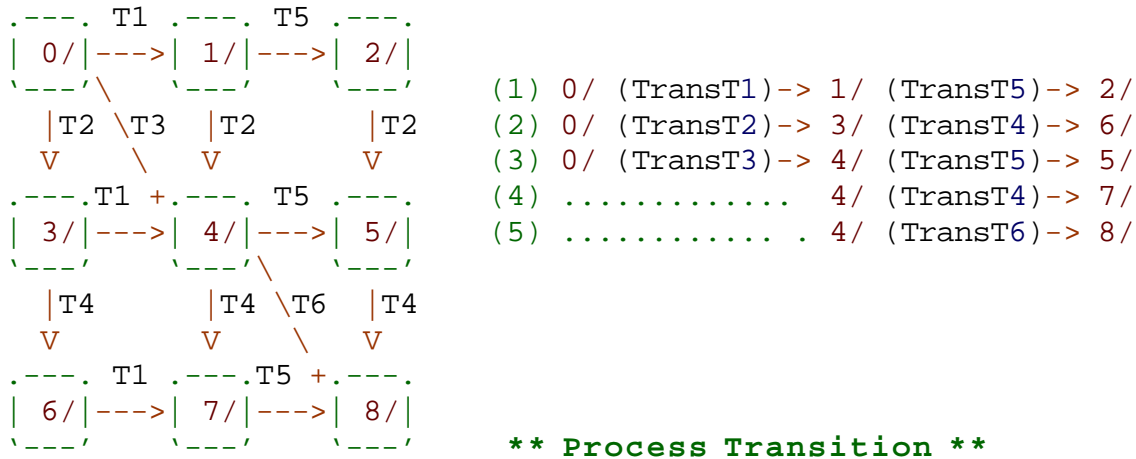 .---. T1 .---. T5 .---.
| 0/|--->| 1/|--->| 2/|
`---' \ `---' `---' (1) 0/ (TransT1)-> 1/ (TransT5)-> 2/
|T2 \T3 |T2 |T2 (2) 0/ (TransT2)-> 3/ (TransT4)-> 6/
V \ V V (3) 0/ (TransT3)-> 4/ (TransT5)-> 5/
.---.T1 +.---. T5 .---. (4) ............. 4/ (TransT4)-> 7/
| 3/|--->| 4/|--->| 5/| (5) ............ . 4/ (TransT6)-> 8/
`---' `---' \ `---'
|T4 |T4 \T6 |T4
V V \ V
.---. T1 .---.T5 +.---.
| 6/|--->| 7/|--->| 8/|
`---' `---' `---' ** Process Transition **